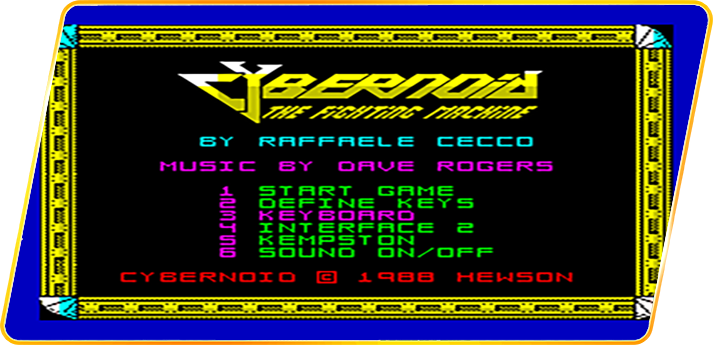 CYBERNOID
THE FIGHTING MACHINE
BY RAFFAELE CECCO
MUSIC BY DAVE ROGERS
1 START GAME
2 DEFINE KEYS
3 KEYBOARD
4 INTERFACE 2
5 KEMPSTON
6 SOUND ON/OFF
CYBERNOID © 1988 HEWSON